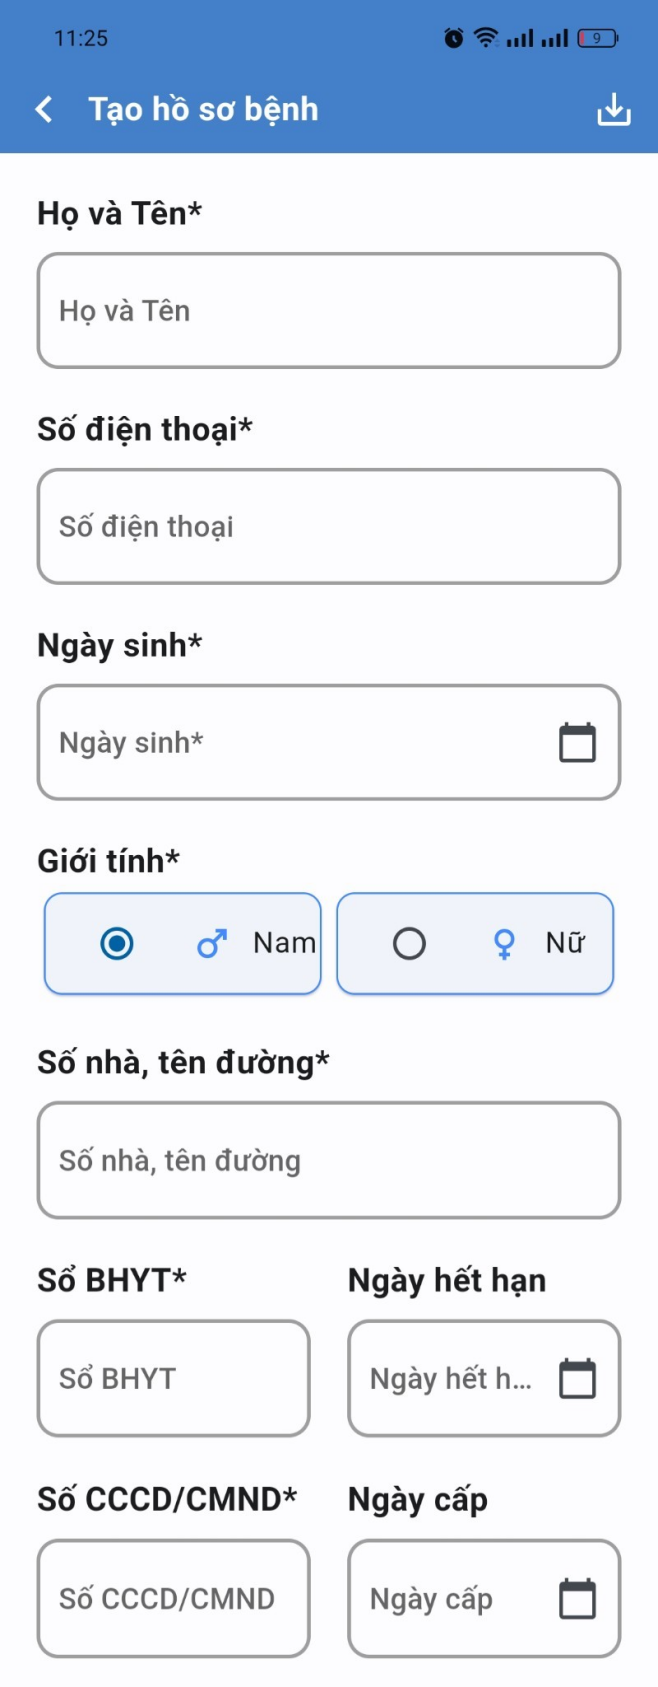 11:25
9
Tạo hồ sơ bệnh
Họ và Tên*
Họ và Tên
Số điện thoại*
Số điện thoại
Ngày sinh*
Ngày sinh*
Giới tính*
Nam Nữ
Số nhà, tên đường*
Số nhà, tên đường
Sổ BHYT* Ngày hết hạn
Sổ BHYT Ngày hết h...
Số CCCD/CMND* Ngày cấp
Số CCCD/CMND Ngày cấp